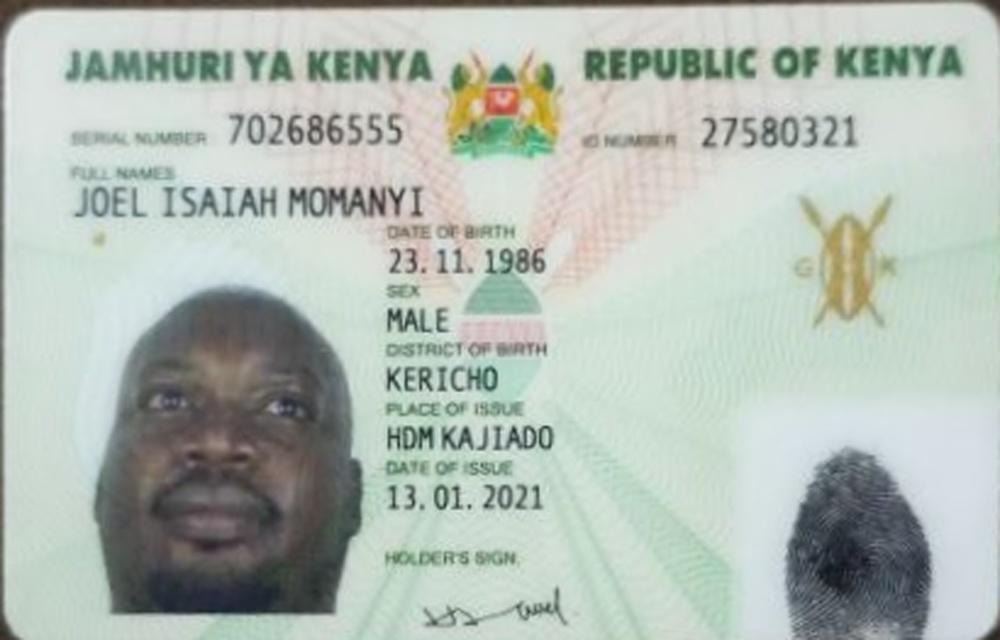 JAMHURI YA KENYA REPUBLIC OF KENYA
SERIAL NUMBER 702686555 ID NUMBER 27580321
FULL NAMES
JOEL ISAIAH MOMANYI
DATE OF BIRTH
23. 11. 1986
SEX
MALE
DISTRICT OF BIRTH
KERICHO
PLACE OF ISSUE
HDM KAJIADO
DATE OF ISSUE
13. 01. 2021
HOLDER'S SIGN.
G K